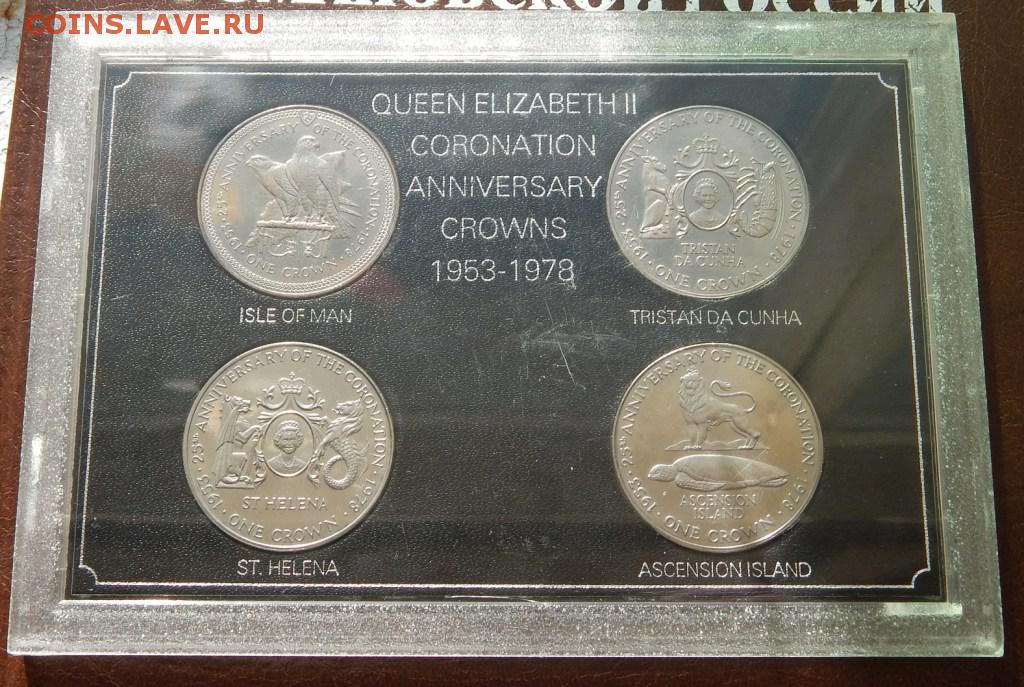 COINS.LAVE.RU
QUEEN ELIZABETH II
CORONATION
ANNIVERSARY
CROWNS
1953-1978
1953 · 25th ANNIVERSARY OF THE CORONATION · 1978
· ONE CROWN ·
ISLE OF MAN
1953 · 25th ANNIVERSARY OF THE CORONATION · 1978
TRISTAN
DA CUNHA
· ONE CROWN ·
TRISTAN DA CUNHA
1953 · 25th ANNIVERSARY OF THE CORONATION · 1978
ST HELENA
· ONE CROWN ·
ST. HELENA
1953 · 25th ANNIVERSARY OF THE CORONATION · 1978
ASCENSION
ISLAND
· ONE CROWN ·
ASCENSION ISLAND